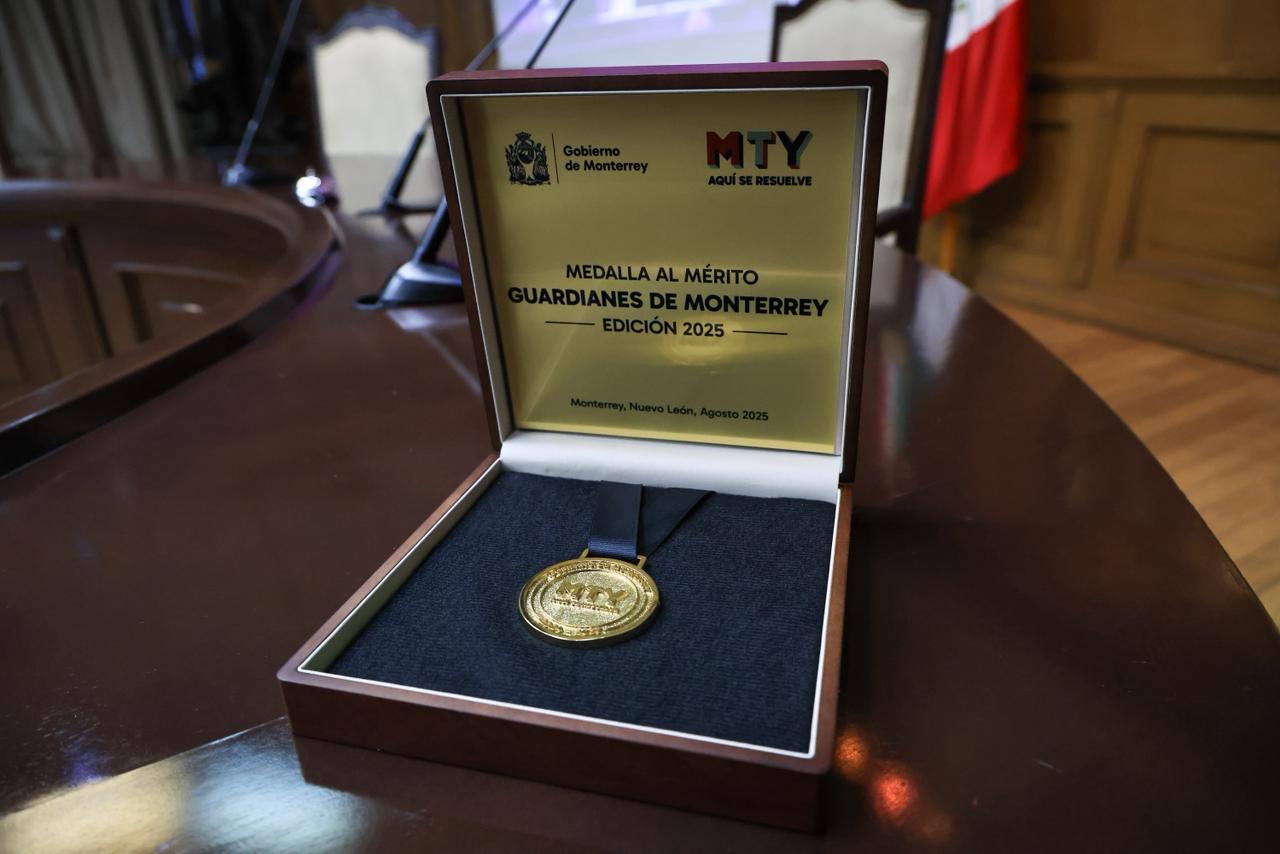 Gobierno
de Monterrey
MTY
AQUÍ SE RESUELVE
MEDALLA AL MÉRITO
GUARDIANES DE MONTERREY
EDICIÓN 2025
Monterrey, Nuevo León, Agosto 2025
MTY